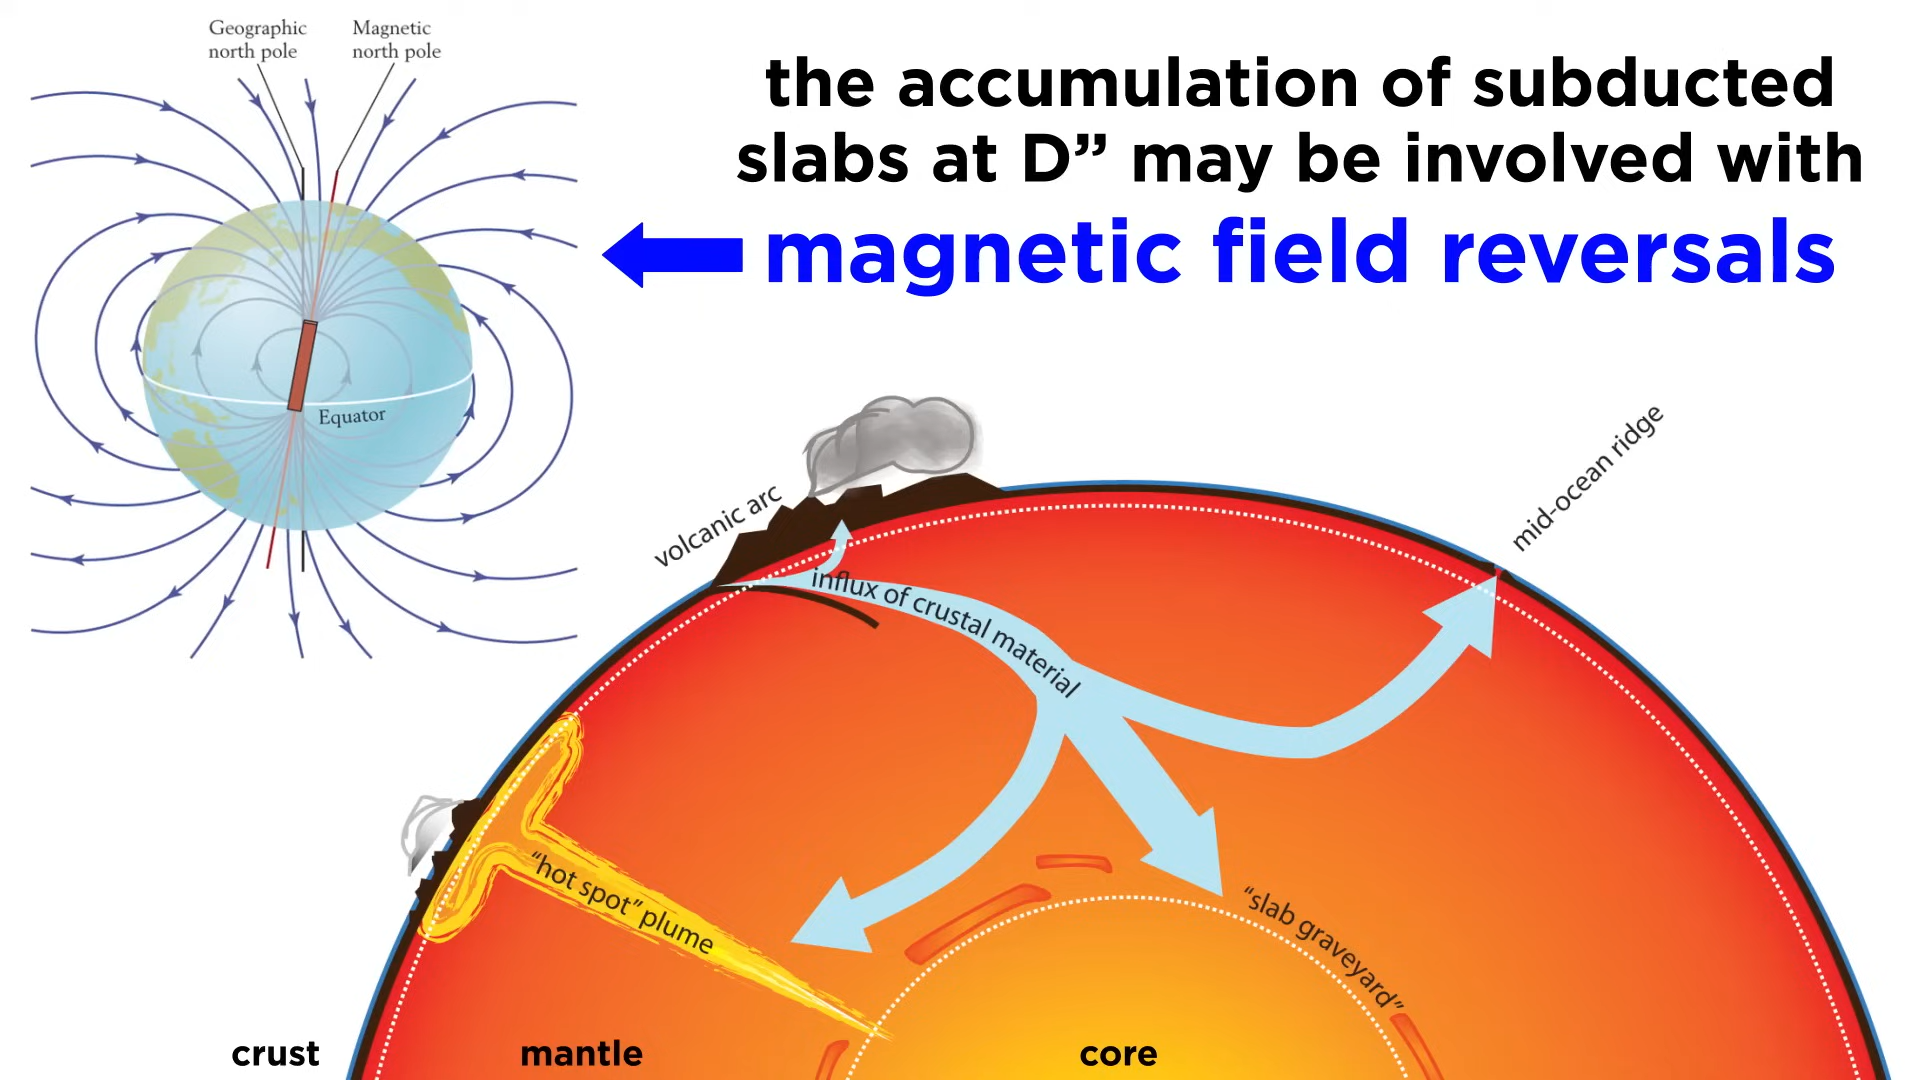 Geographic
north pole
Magnetic
north pole
the accumulation of subducted
slabs at D” may be involved with
magnetic field reversals
Equator
volcanic arc
mid-ocean ridge
influx of crustal material
“hot spot” plume
“slab graveyard”
crust
mantle
core